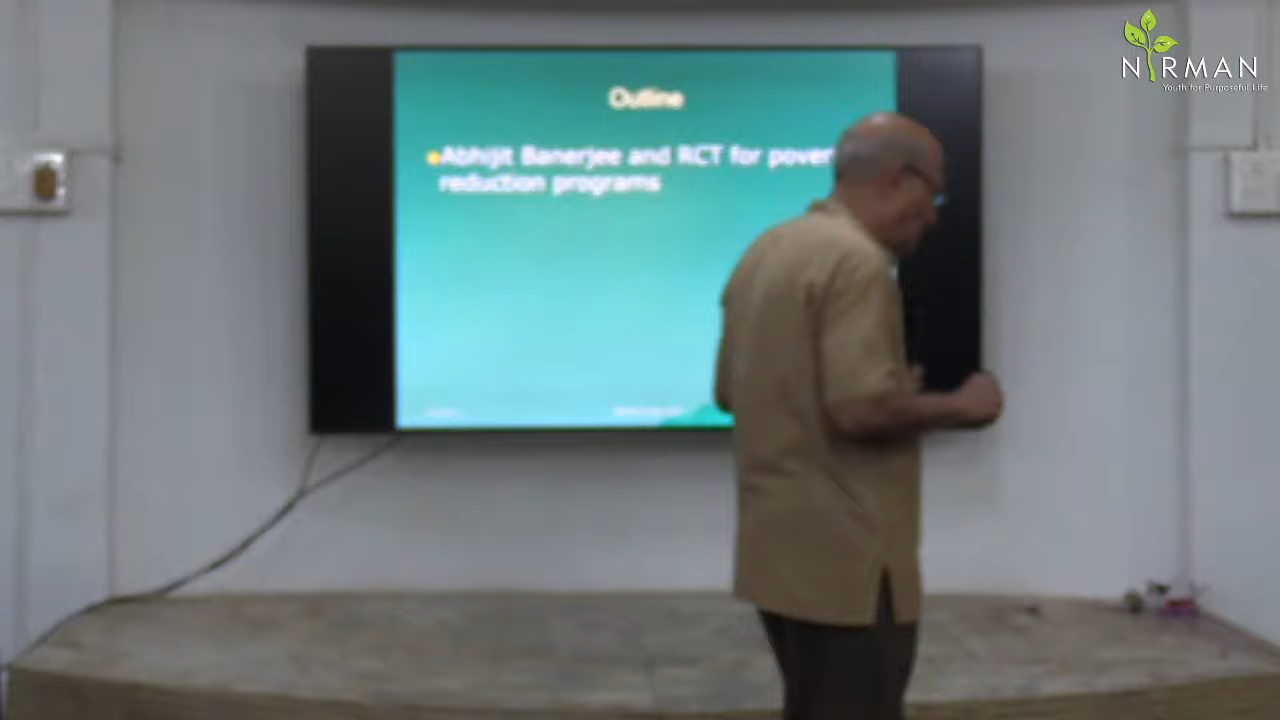 NIRMAN
Youth for Purposeful Life
Outline
Abhijit Banerjee and RCT for pover
reduction programs